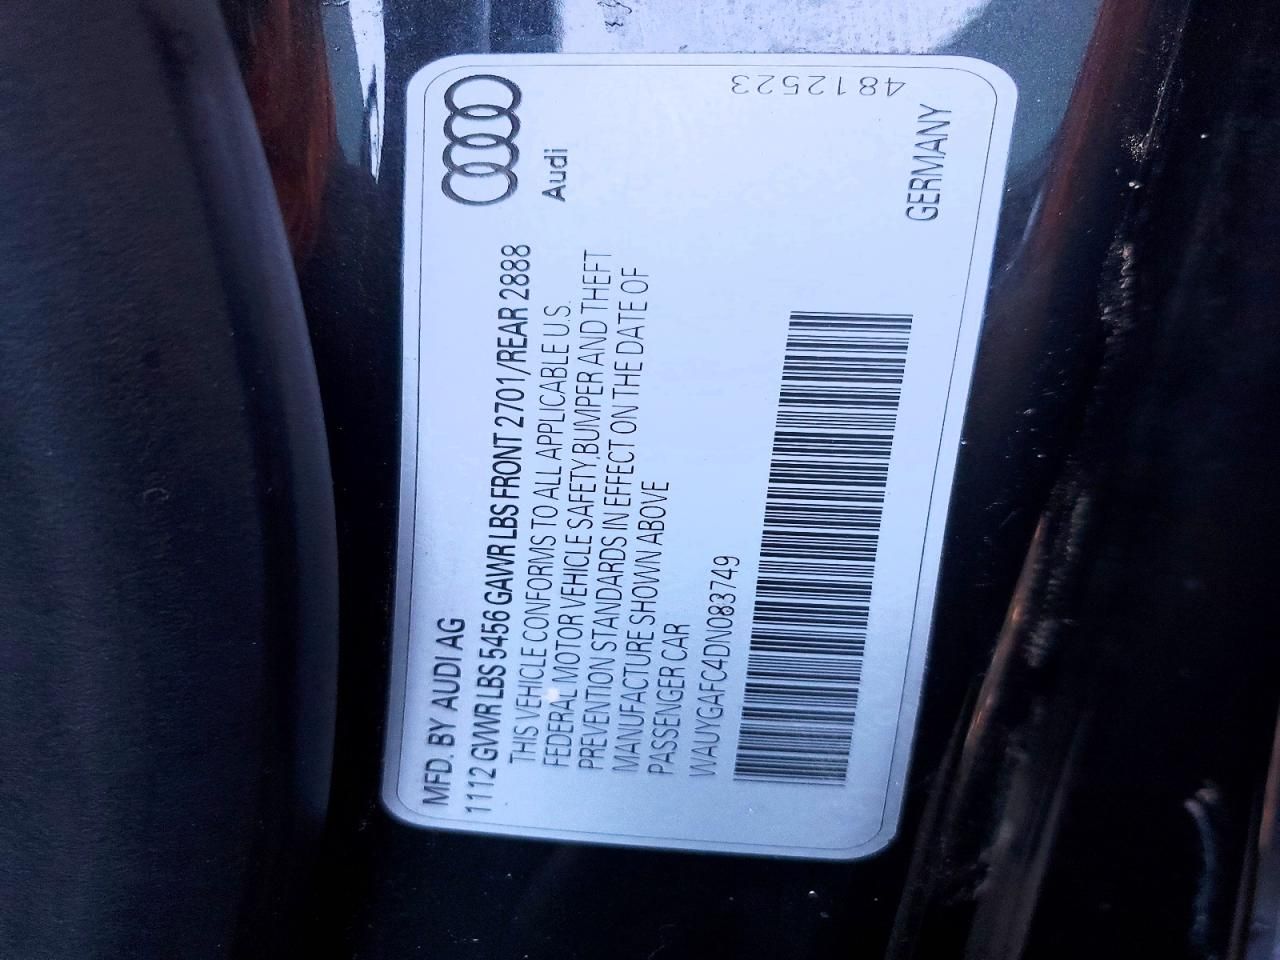 MFD. BY AUDI AG
1112 GVWR LBS 5456 GAWR LBS FRONT 2701/REAR 2888
THIS VEHICLE CONFORMS TO ALL APPLICABLE U.S.
FEDERAL MOTOR VEHICLE SAFETY,BUMPER AND THEFT
PREVENTION STANDARDS IN EFFECT ON THE DATE OF
MANUFACTURE SHOWN ABOVE
PASSENGER CAR
WAUYGAFC4DN083749
Audi
GERMANY
4812523